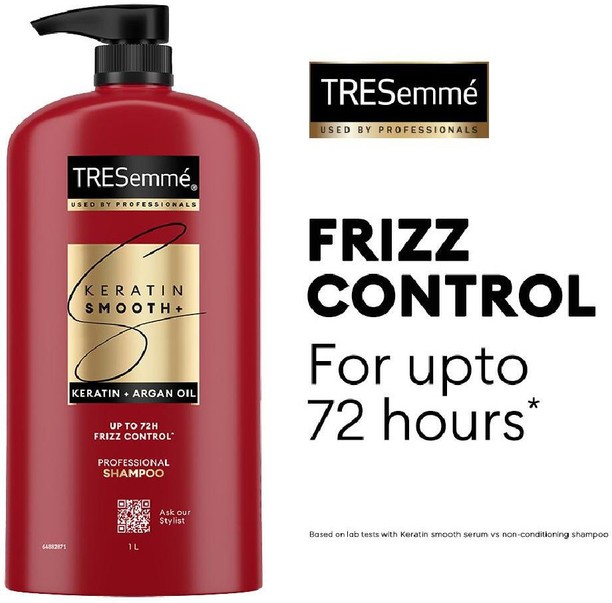 TRESemmé®
USED BY PROFESSIONALS
KERATIN
SMOOTH+
KERATIN + ARGAN OIL
UP TO 72H
FRIZZ CONTROL*
PROFESSIONAL
SHAMPOO
Ask our
Stylist
1 L
TRESemmé
USED BY PROFESSIONALS
FRIZZ
CONTROL
For upto
72 hours*
Based on lab tests with Keratin smooth serum vs non-conditioning shampoo